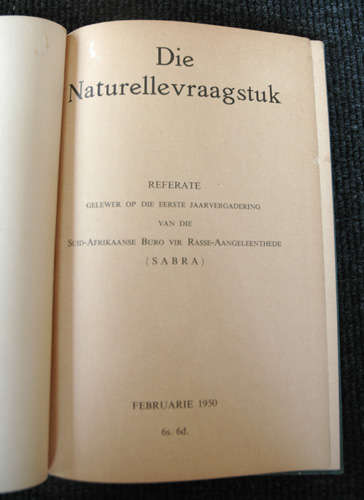 Die
Naturellevraagstuk
REFERATE
GELEWER OP DIE EERSTE JAARVERGADERING
VAN DIE
SUID-AFRIKAANSE BURO VIR RASSE-AANGELEENTHEDE
(SABRA)
FEBRUARIE 1950
6s. 6d.